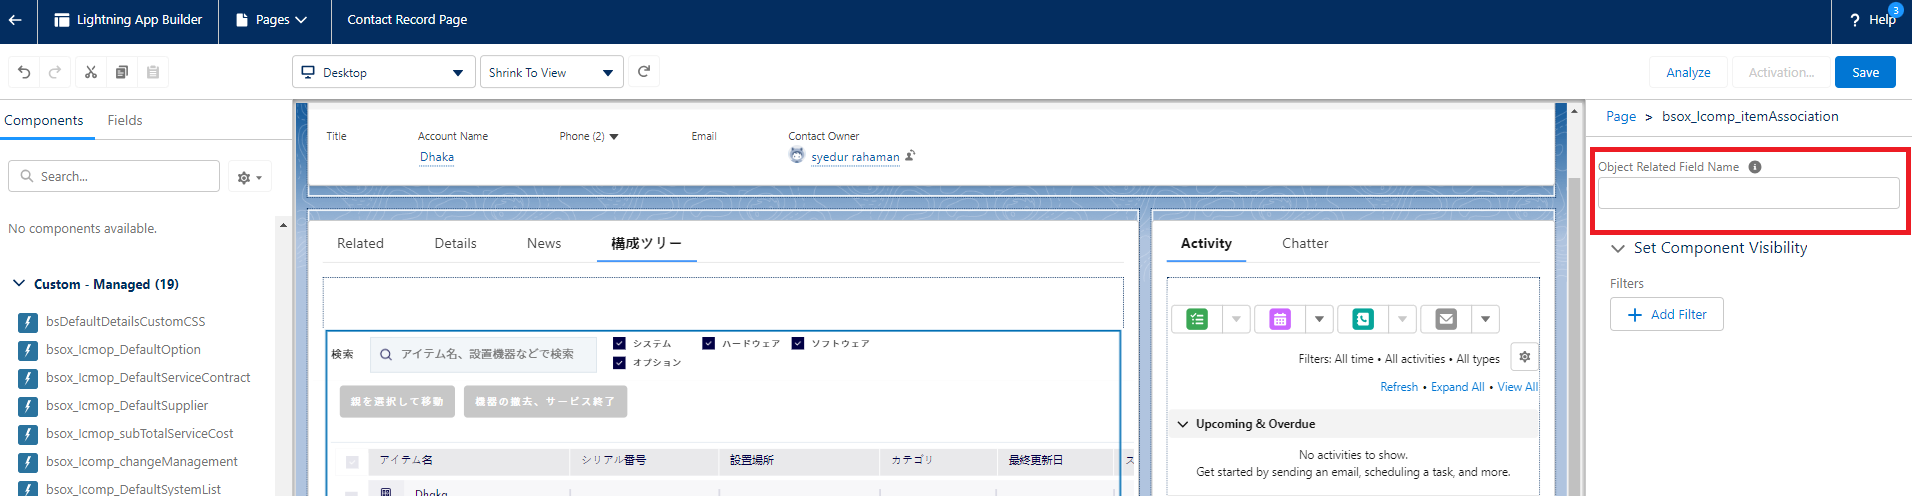 Lightning App Builder
Pages
Contact Record Page
? Help
3
Desktop
Shrink To View
Analyze
Activation...
Save
Components
Fields
Search...
No components available.
Custom - Managed (19)
bsDefaultDetailsCustomCSS
bsox_lcmop_DefaultOption
bsox_lcmop_DefaultServiceContract
bsox_lcmop_DefaultSupplier
bsox_lcmop_subTotalServiceCost
bsox_lcomp_changeManagement
bsox_lcomp_DefaultSystemList
Title
Account Name
Phone (2)
Email
Contact Owner
Dhaka
syedur rahaman
Related
Details
News
構成ツリー
検索
アイテム名、設置機器などで検索
システム
ハードウェア
ソフトウェア
オプション
親を選択して移動
機器の撤去、サービス終了
アイテム名
シリアル番号
設置場所
カテゴリ
最終更新日
ス
Dhaka
Activity
Chatter
Filters: All time • All activities • All types
Refresh • Expand All • View All
Upcoming & Overdue
No activities to show.
Get started by sending an email, scheduling a task, and more.
Page > bsox_lcomp_itemAssociation
Object Related Field Name
Set Component Visibility
Filters
+ Add Filter